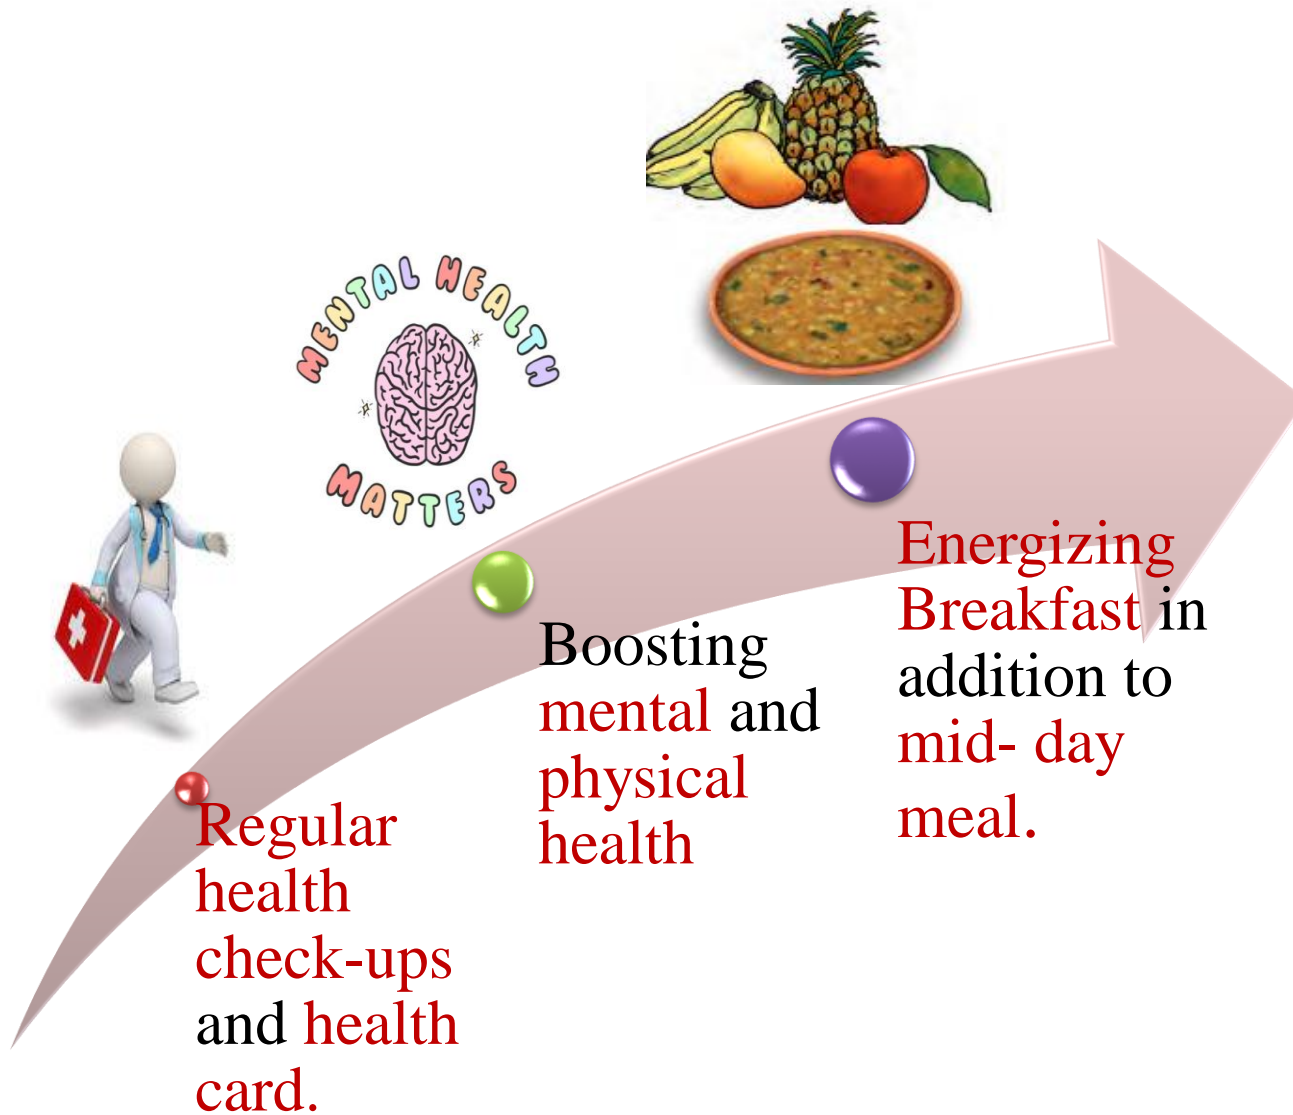 MENTAL HEALTH
MATTERS
Regular
health
check-ups
and health
card.
Boosting
mental and
physical
health
Energizing
Breakfast in
addition to
mid- day
meal.